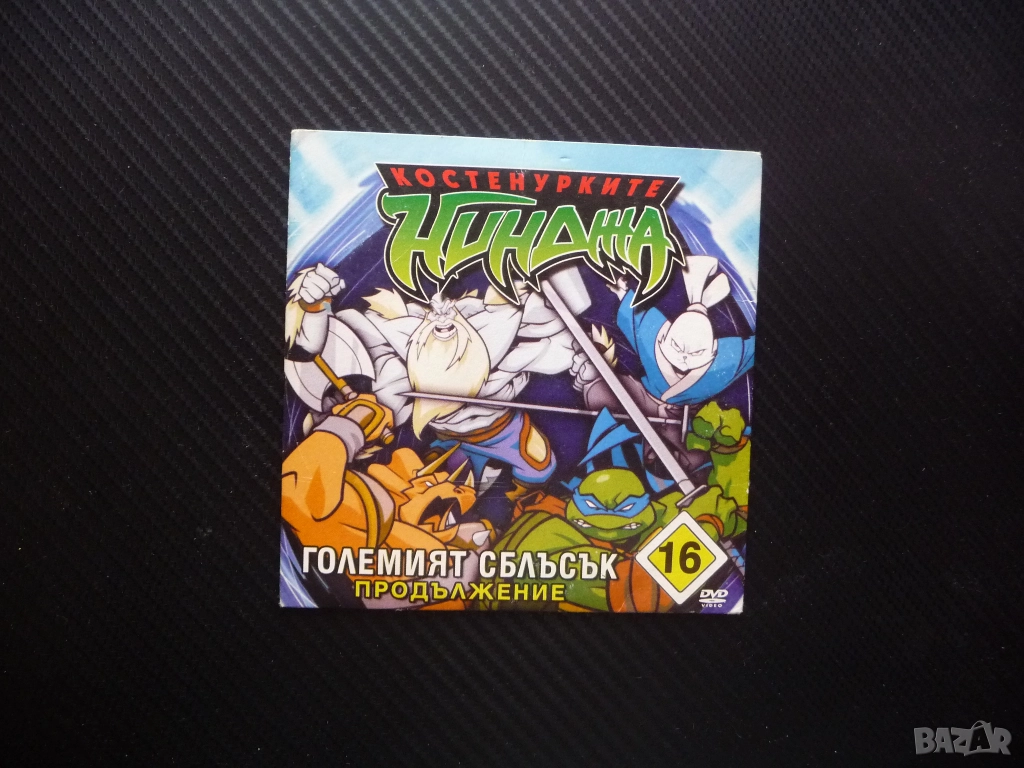 КОСТЕНУРКИТЕ
НИНДЖА
ГОЛЕМИЯТ СБЛЪСЪК
ПРОДЪЛЖЕНИЕ
16
DVD
VIDEO
BAZAR